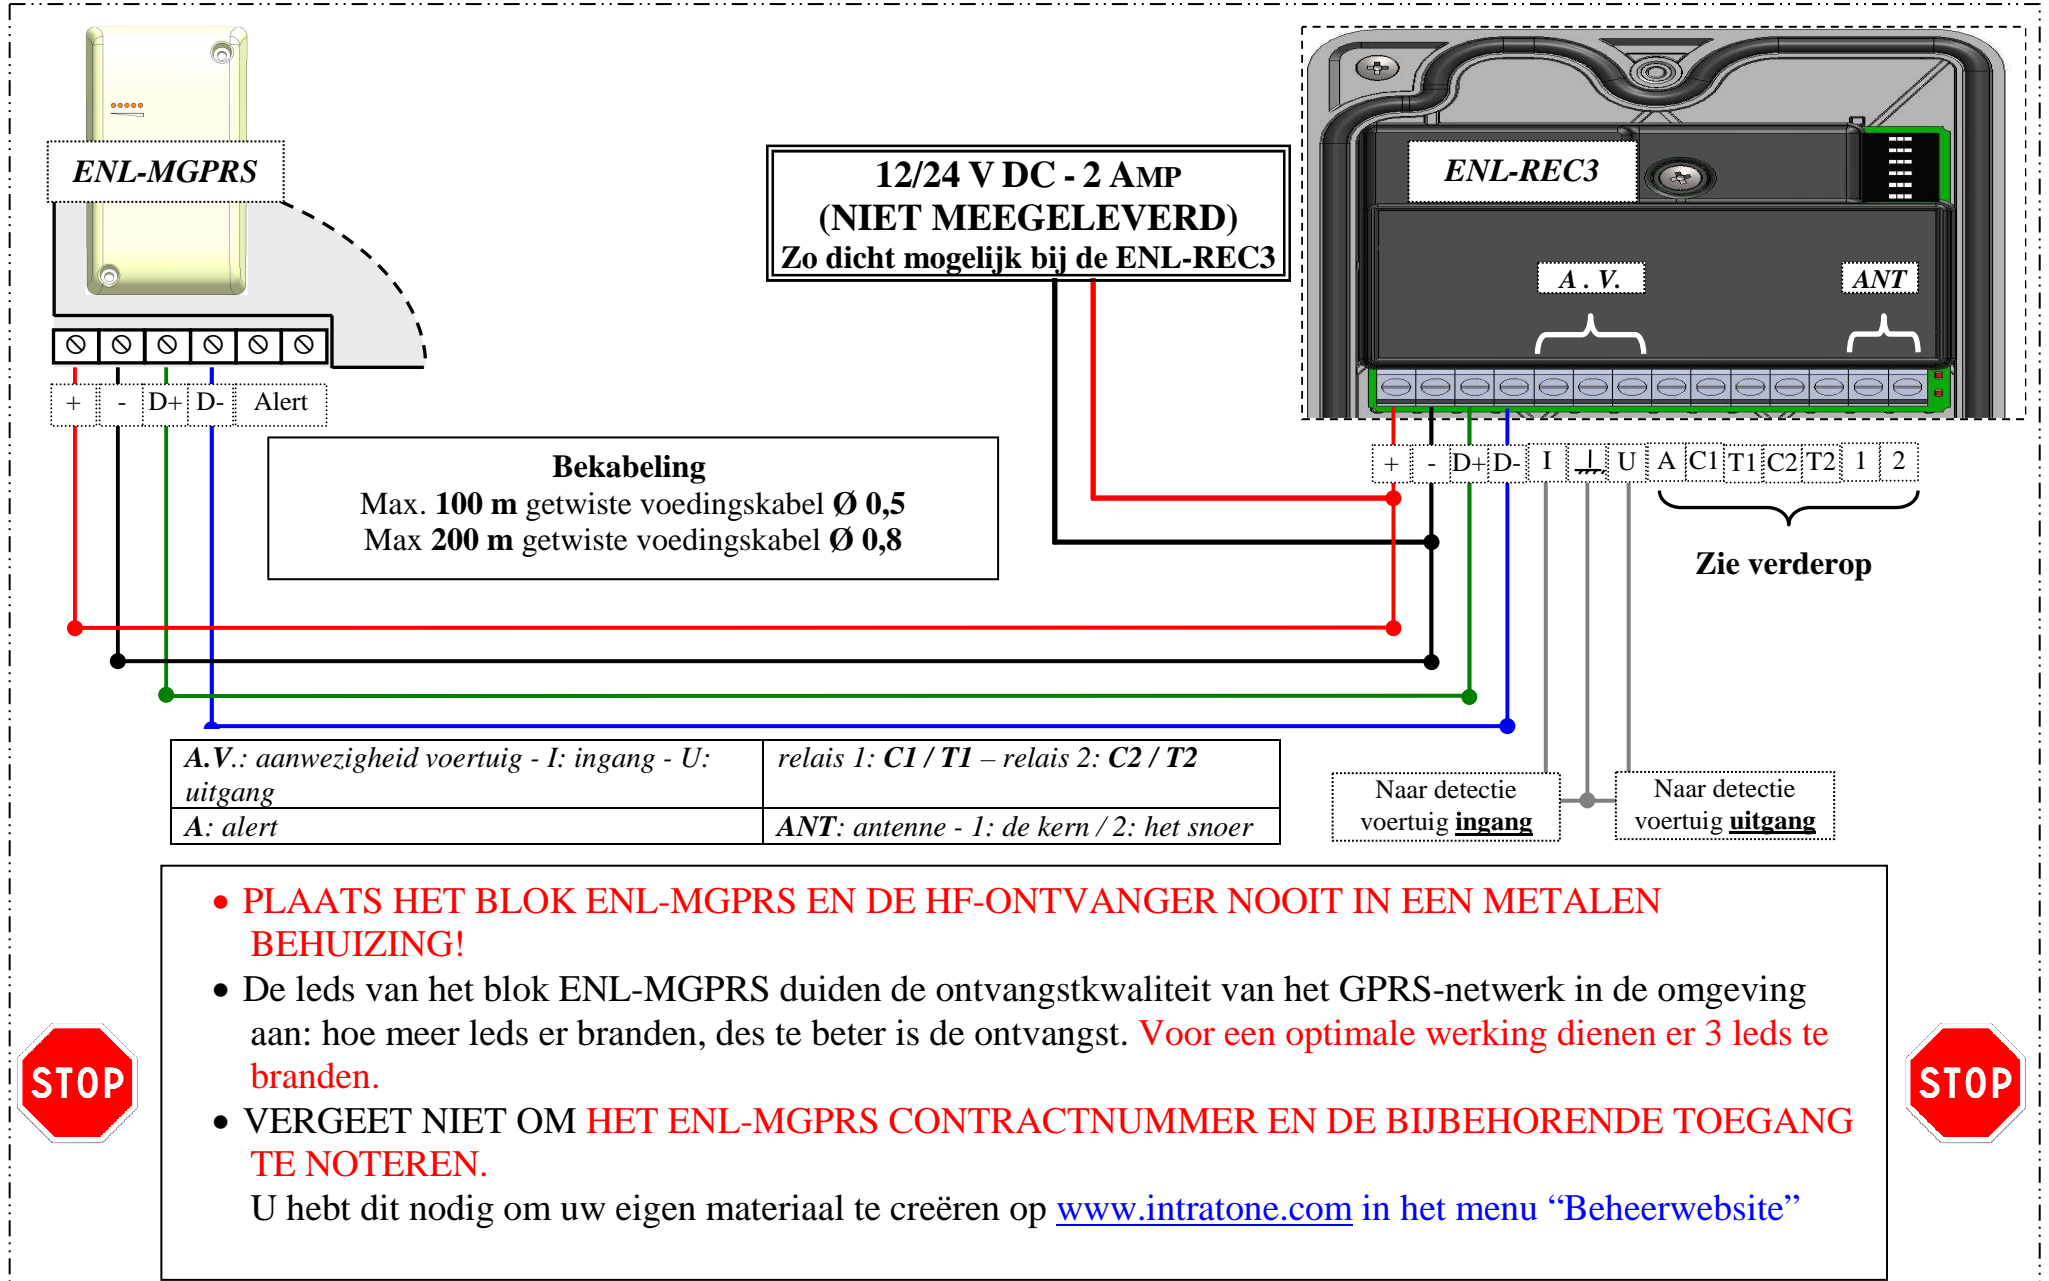 ENL-MGPRS
12/24 V DC - 2 AMP
(NIET MEEGELEVERD)
Zo dicht mogelijk bij de ENL-REC3
ENL-REC3
A . V.
ANT
+ - D+ D- Alert
Bekabeling
Max. 100 m getwiste voedingskabel Ø 0,5
Max 200 m getwiste voedingskabel Ø 0,8
+ - D+ D- I U A C1 T1 C2 T2 1 2
Zie verderop
A.V.: aanwezigheid voertuig - I: ingang - U:
uitgang
relais 1: C1 / T1 – relais 2: C2 / T2
A: alert
ANT: antenne - 1: de kern / 2: het snoer
Naar detectie
voertuig ingang
Naar detectie
voertuig uitgang
• PLAATS HET BLOK ENL-MGPRS EN DE HF-ONTVANGER NOOIT IN EEN METALEN
BEHUIZING!
• De leds van het blok ENL-MGPRS duiden de ontvangstkwaliteit van het GPRS-netwerk in de omgeving
aan: hoe meer leds er branden, des te beter is de ontvangst. Voor een optimale werking dienen er 3 leds te
branden.
• VERGEET NIET OM HET ENL-MGPRS CONTRACTNUMMER EN DE BIJBEHORENDE TOEGANG
TE NOTEREN.
U hebt dit nodig om uw eigen materiaal te creëren op www.intratone.com in het menu “Beheerwebsite”
STOP
STOP